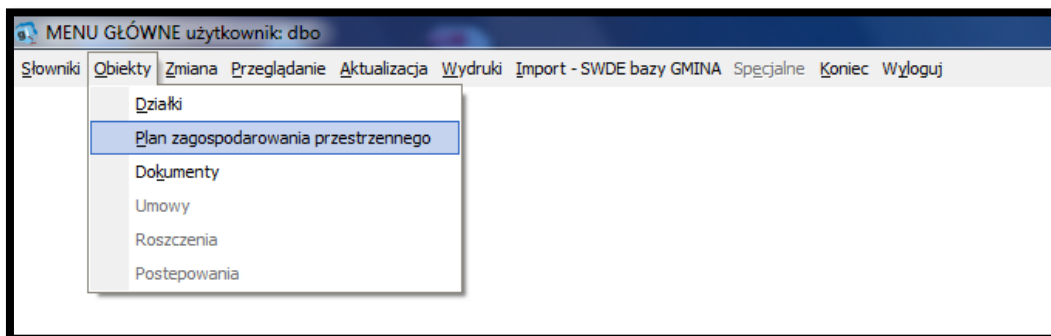 MENU GŁÓWNE użytkownik: dbo
Słowniki Obiekty Zmiana Przeglądanie Aktualizacja Wydruki Import - SWDE bazy GMINA Specjalne Koniec Wyloguj
Działki
Plan zagospodarowania przestrzennego
Dokumenty
Umowy
Roszczenia
Postepowania